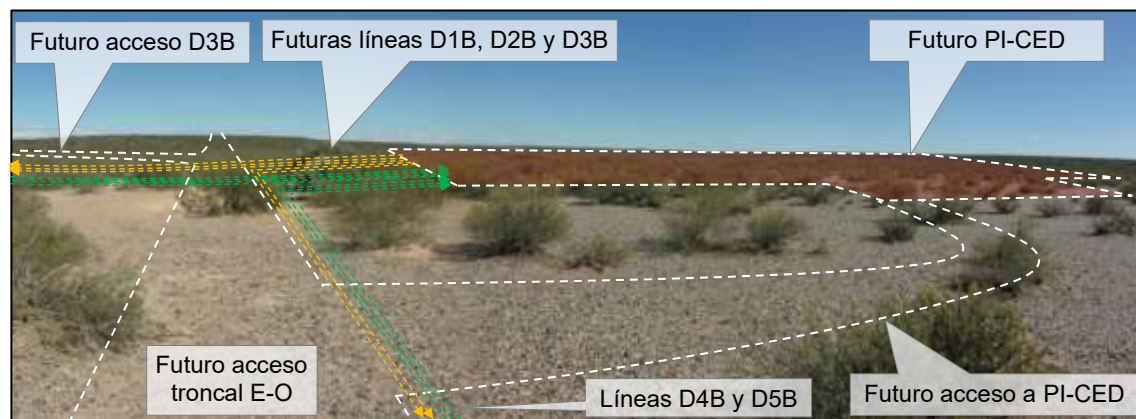 Futuro acceso D3B
Futuras líneas D1B, D2B y D3B
Futuro PI-CED
Futuro acceso
troncal E-O
Líneas D4B y D5B
Futuro acceso a PI-CED